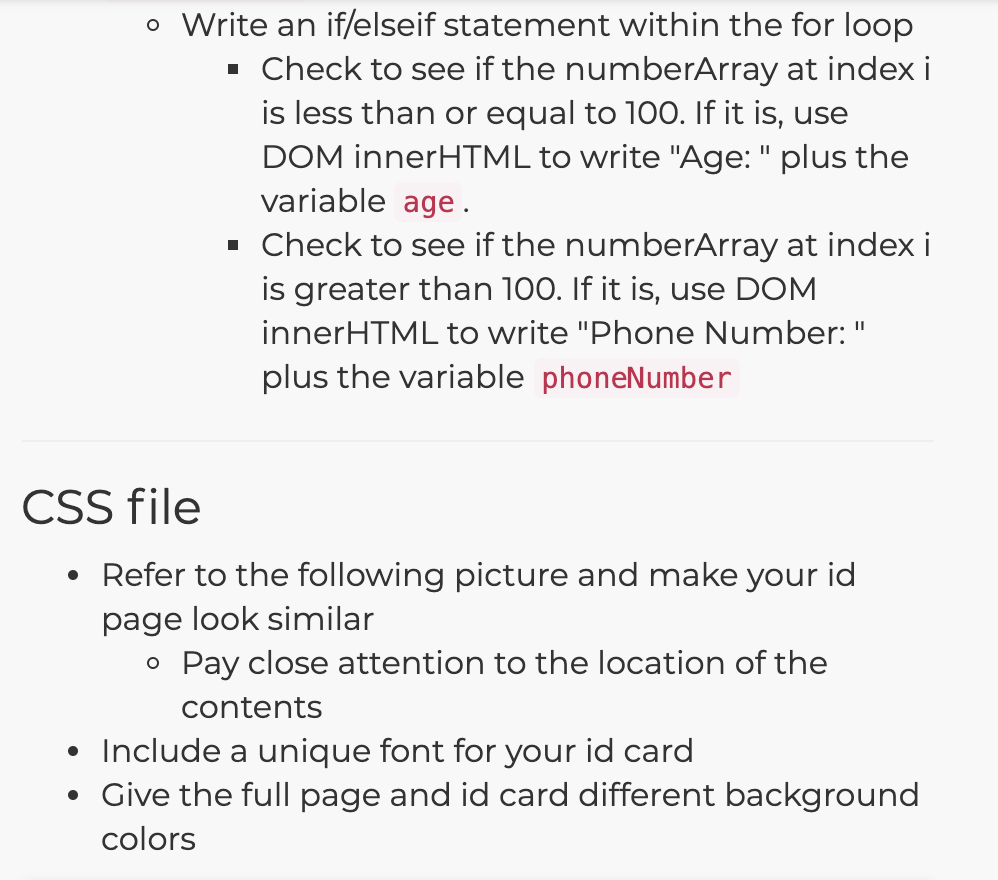 Write an if/elseif statement within the for loop
Check to see if the numberArray at index i
is less than or equal to 100. If it is, use
DOM innerHTML to write "Age: " plus the
variable age.
Check to see if the numberArray at index i
is greater than 100. If it is, use DOM
innerHTML to write "Phone Number: "
plus the variable phoneNumber
CSS file
Refer to the following picture and make your id
page look similar
Pay close attention to the location of the
contents
Include a unique font for your id card
Give the full page and id card different background
colors